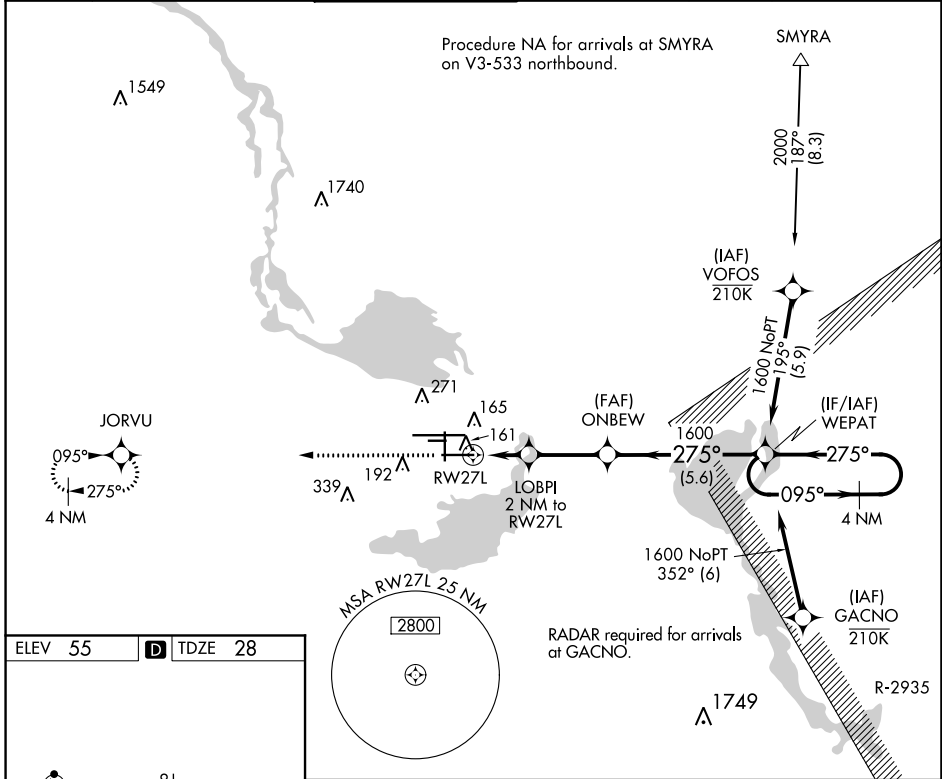 Procedure NA for arrivals at SMYRA
on V3-533 northbound.
SMYRA
1549
2000
187°
(8.3)
1740
(IAF)
VOFOS
210K
1600 NoPT
195°
(5.9)
271
165
161
(FAF)
ONBEW
(IF/IAF)
WEPAT
JORVU
095°
275°
4 NM
192
339
RW27L
LOBPI
2 NM to
RW27L
1600
275°
(5.6)
275°
095°
4 NM
1600 NoPT
352° (6)
(IAF)
GACNO
210K
MSA RW27L 25 NM
2800
RADAR required for arrivals
at GACNO.
R-2935
1749
ELEV 55 D TDZE 28